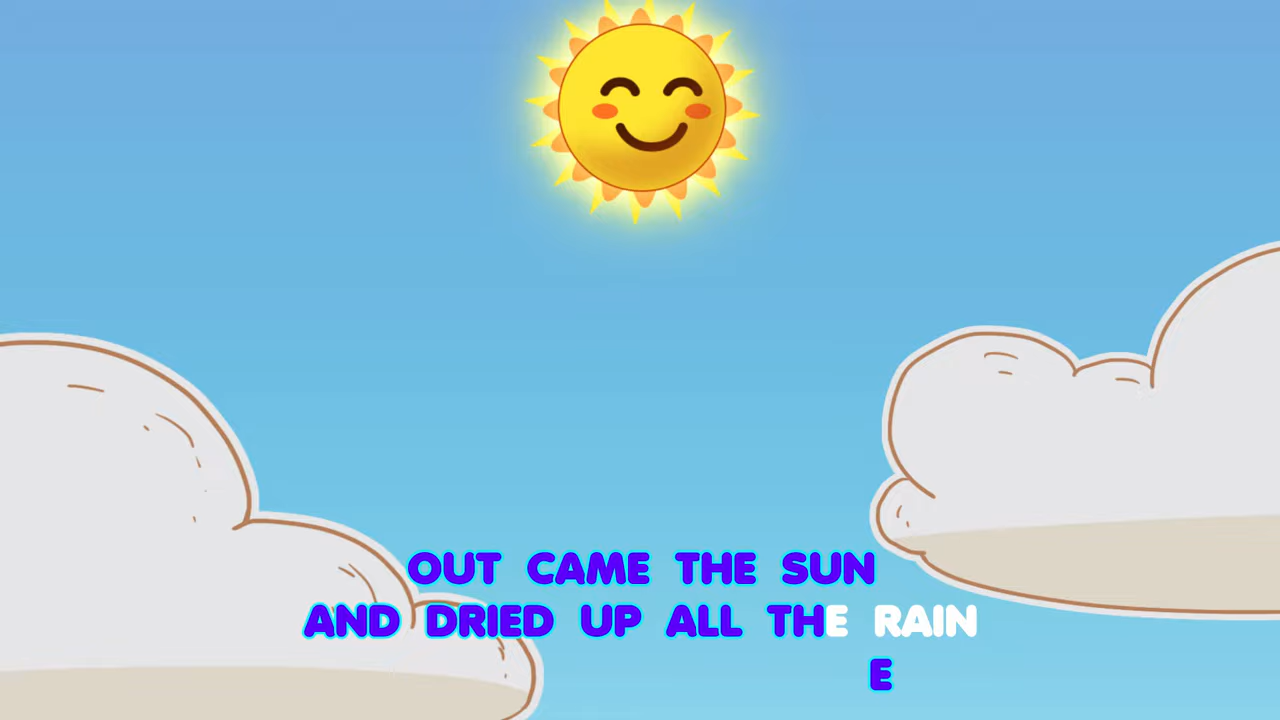 OUT CAME THE SUN
AND DRIED UP ALL THE RAIN
E